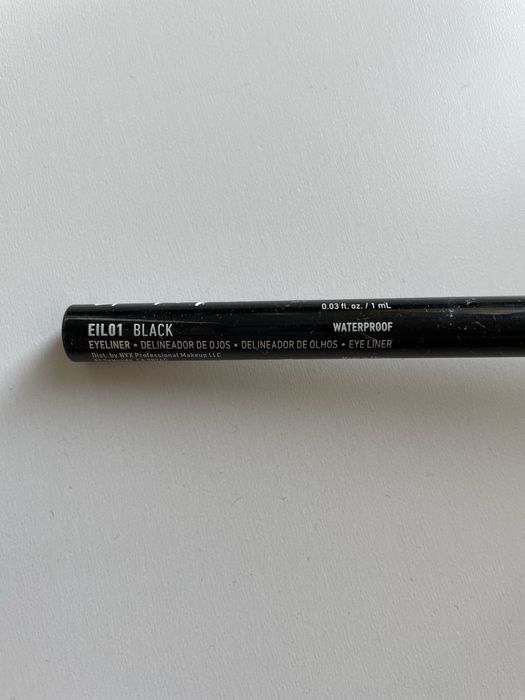 0.03 fl. oz. / 1 mL
EIL01 BLACK
WATERPROOF
EYELINER • DELINEADOR DE OJOS • DELINEADOR DE OLHOS • EYE LINER
Dist. by NYX Professional Makeup LLC